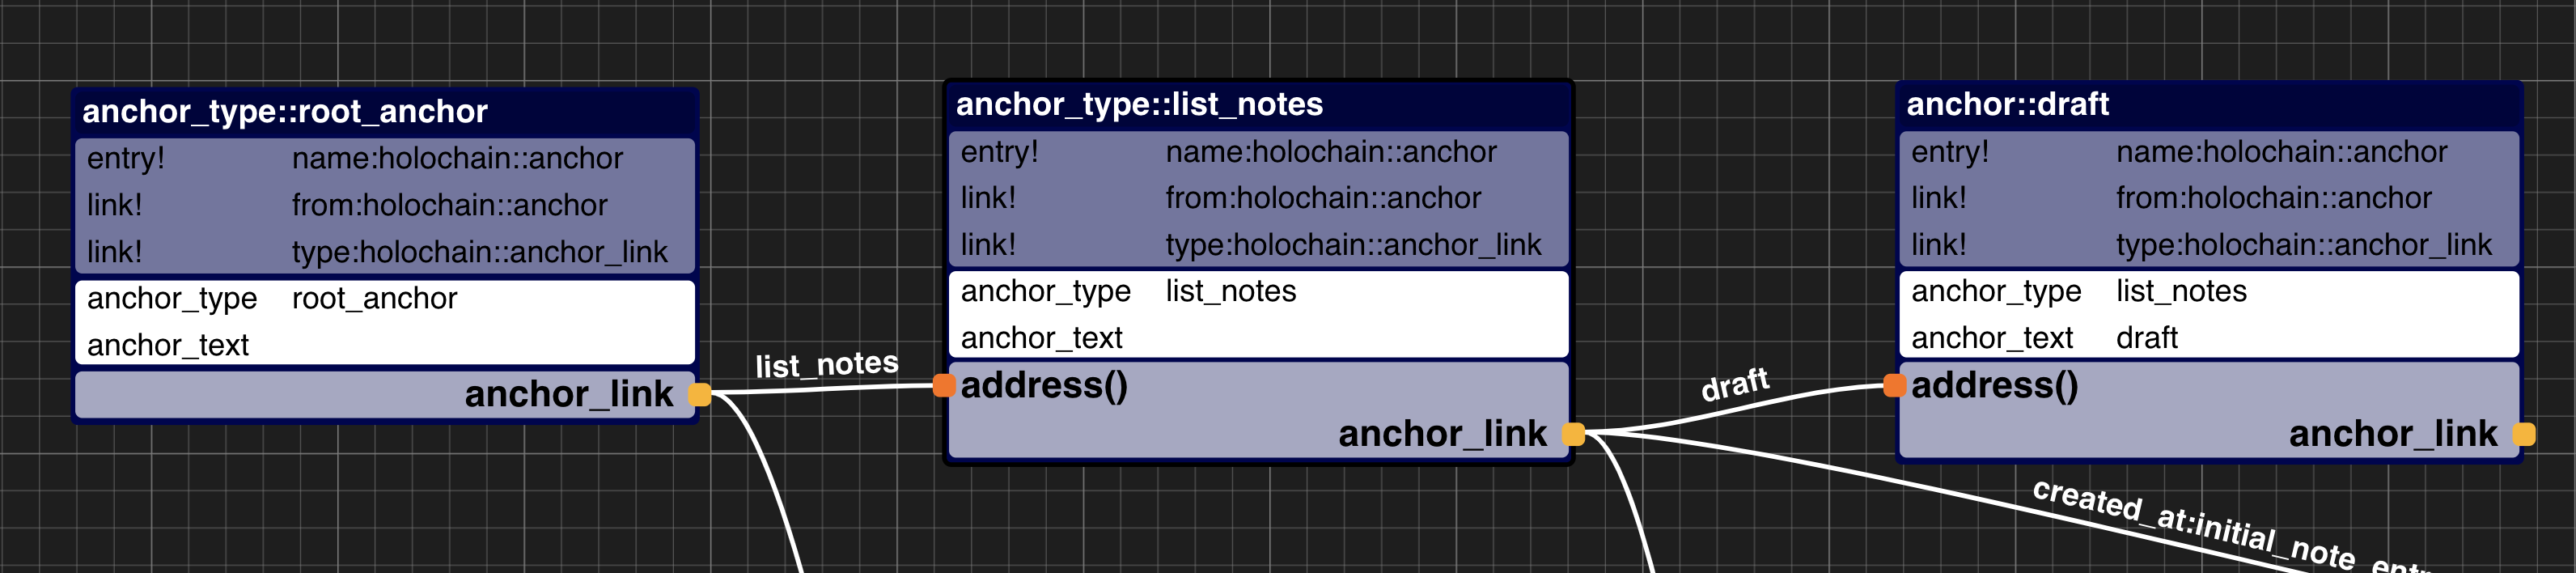 anchor_type::root_anchor
entry! name:holochain::anchor
link! from:holochain::anchor
link! type:holochain::anchor_link
anchor_type root_anchor
anchor_text
anchor_link
list_notes
anchor_type::list_notes
entry! name:holochain::anchor
link! from:holochain::anchor
link! type:holochain::anchor_link
anchor_type list_notes
anchor_text
address()
anchor_link
draft
created_at:initial_note_entr
anchor::draft
entry! name:holochain::anchor
link! from:holochain::anchor
link! type:holochain::anchor_link
anchor_type list_notes
anchor_text draft
address()
anchor_link